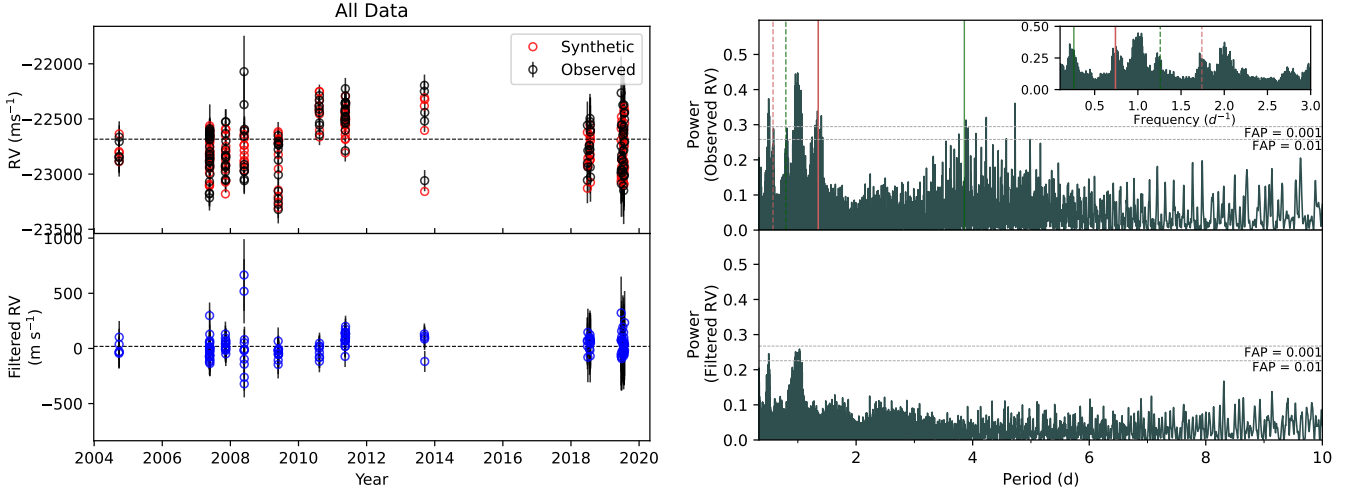 All Data
RV (ms⁻¹)
−22000
−22500
−23000
−23500
Synthetic
Observed
Filtered RV
(m s⁻¹)
1000
500
0
−500
2004 2006 2008 2010 2012 2014 2016 2018 2020
Year
Power
(Observed RV)
0.5
0.4
0.3
0.2
0.1
0.0
0.50
0.25
0.00
0.5 1.0 1.5 2.0 2.5 3.0
Frequency (d⁻¹)
FAP = 0.001
FAP = 0.01
Power
(Filtered RV)
0.5
0.4
0.3
0.2
0.1
0.0
FAP = 0.001
FAP = 0.01
2 4 6 8 10
Period (d)